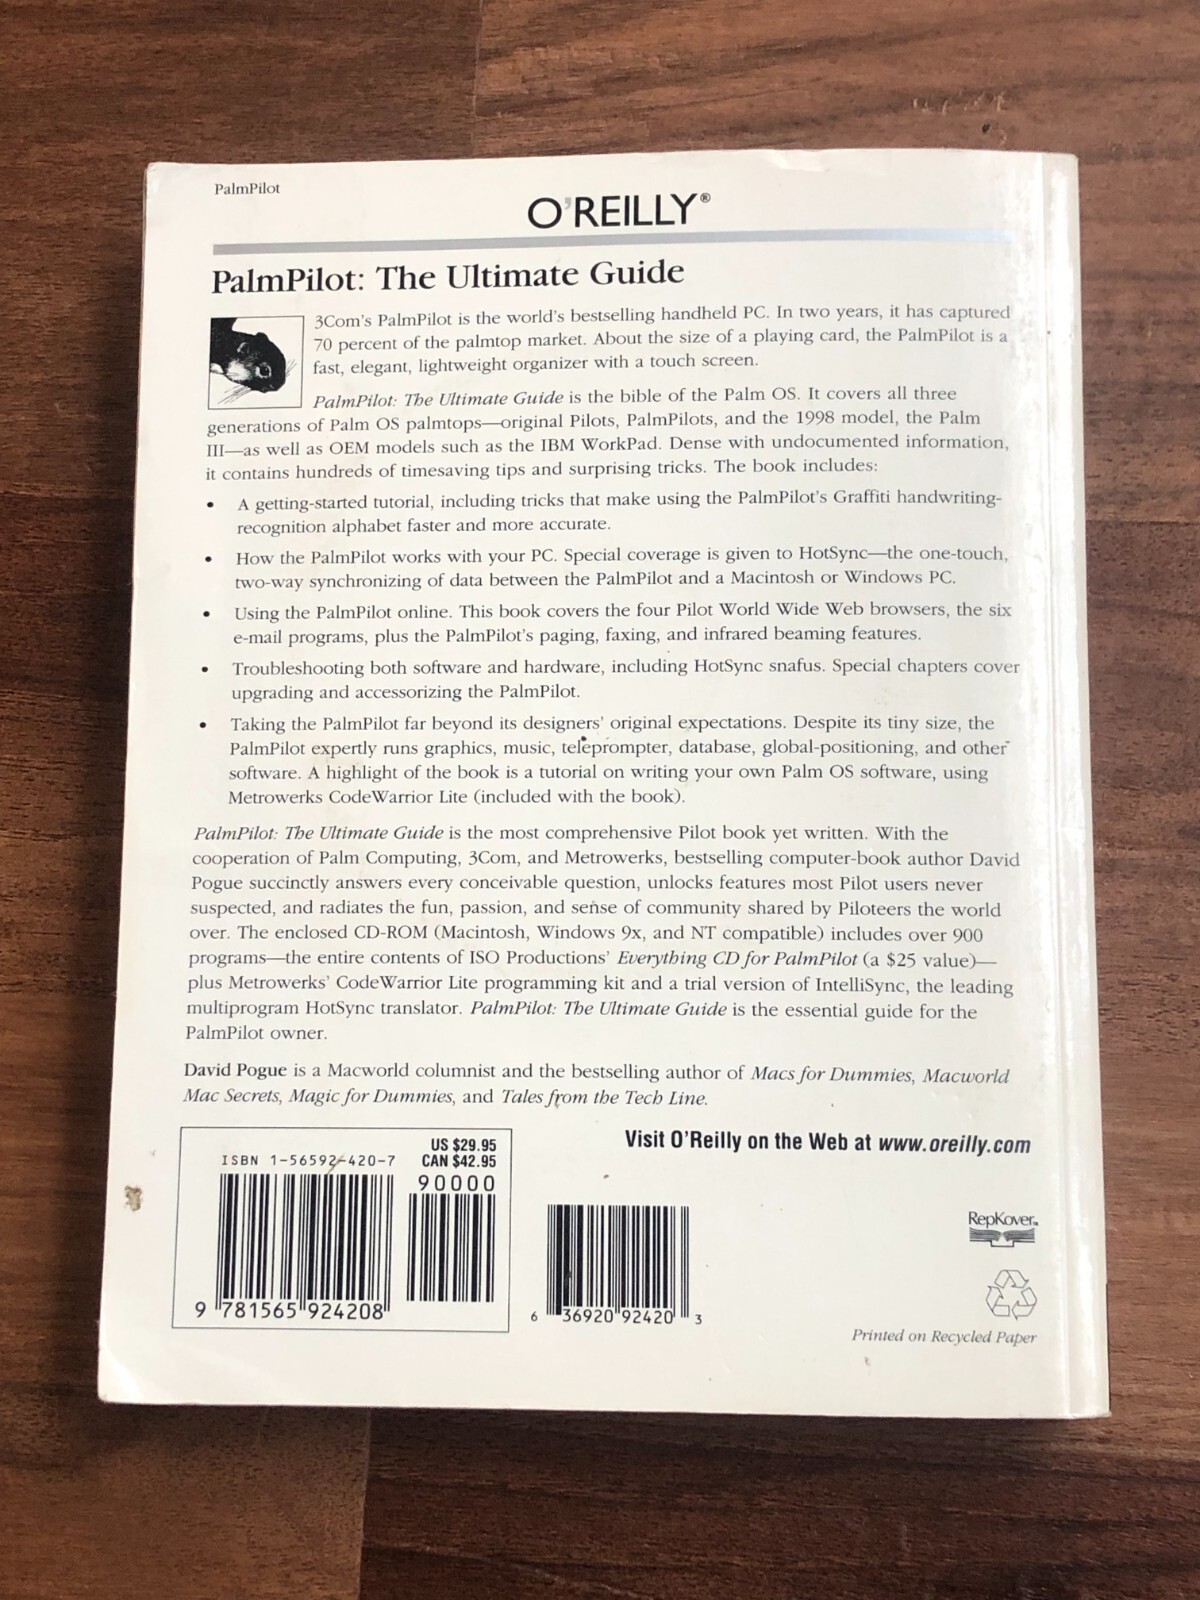 PalmPilot
O'REILLY®
PalmPilot: The Ultimate Guide
3Com's PalmPilot is the world's bestselling handheld PC. In two years, it has captured
70 percent of the palmtop market. About the size of a playing card, the PalmPilot is a
fast, elegant, lightweight organizer with a touch screen.
PalmPilot: The Ultimate Guide is the bible of the Palm OS. It covers all three
generations of Palm OS palmtops—original Pilots, PalmPilots, and the 1998 model, the Palm
III—as well as OEM models such as the IBM WorkPad. Dense with undocumented information,
it contains hundreds of timesaving tips and surprising tricks. The book includes:
• A getting-started tutorial, including tricks that make using the PalmPilot's Graffiti handwriting-
recognition alphabet faster and more accurate.
• How the PalmPilot works with your PC. Special coverage is given to HotSync—the one-touch,
two-way synchronizing of data between the PalmPilot and a Macintosh or Windows PC.
• Using the PalmPilot online. This book covers the four Pilot World Wide Web browsers, the six
e-mail programs, plus the PalmPilot's paging, faxing, and infrared beaming features.
• Troubleshooting both software and hardware, including HotSync snafus. Special chapters cover
upgrading and accessorizing the PalmPilot.
• Taking the PalmPilot far beyond its designers' original expectations. Despite its tiny size, the
PalmPilot expertly runs graphics, music, teleprompter, database, global-positioning, and other
software. A highlight of the book is a tutorial on writing your own Palm OS software, using
Metrowerks CodeWarrior Lite (included with the book).
PalmPilot: The Ultimate Guide is the most comprehensive Pilot book yet written. With the
cooperation of Palm Computing, 3Com, and Metrowerks, bestselling computer-book author David
Pogue succinctly answers every conceivable question, unlocks features most Pilot users never
suspected, and radiates the fun, passion, and sense of community shared by Piloteers the world
over. The enclosed CD-ROM (Macintosh, Windows 9x, and NT compatible) includes over 900
programs—the entire contents of ISO Productions' Everything CD for PalmPilot (a $25 value)—
plus Metrowerks' CodeWarrior Lite programming kit and a trial version of IntelliSync, the leading
multiprogram HotSync translator. PalmPilot: The Ultimate Guide is the essential guide for the
PalmPilot owner.
David Pogue is a Macworld columnist and the bestselling author of Macs for Dummies, Macworld
Mac Secrets, Magic for Dummies, and Tales from the Tech Line.
US $29.95
ISBN 1-56592-420-7 CAN $42.95
90000
9 781565 924208
Visit O'Reilly on the Web at www.oreilly.com
6 36920 92420 3
RepKover™
Printed on Recycled Paper